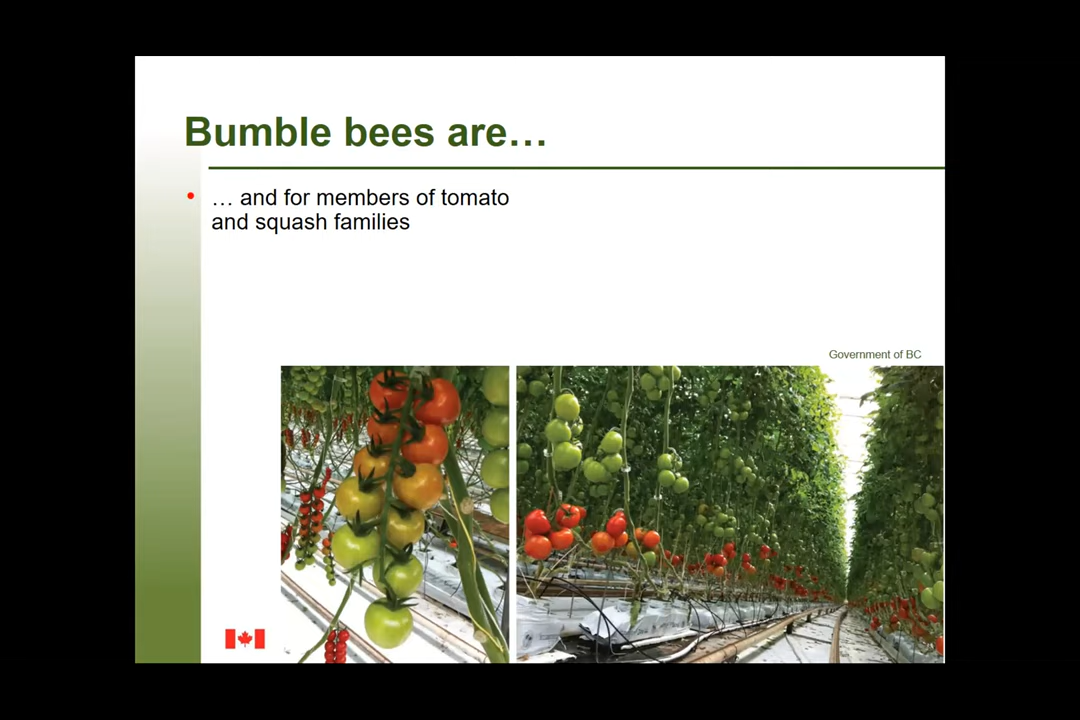 Bumble bees are…
• … and for members of tomato
and squash families
Government of BC